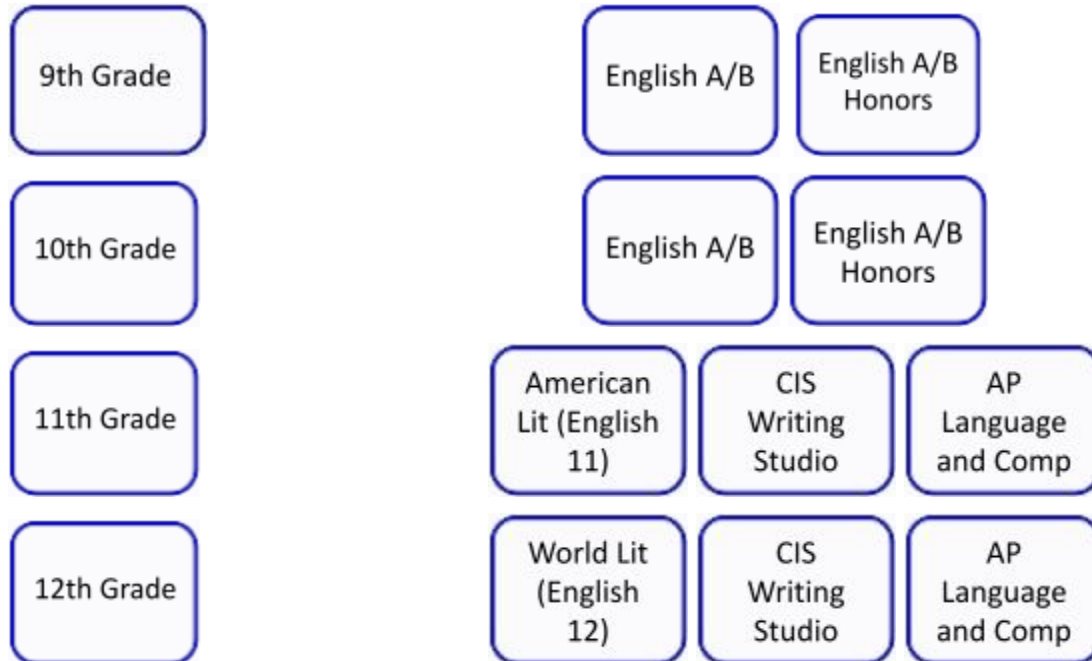 9th Grade
English A/B
English A/B
Honors
10th Grade
English A/B
English A/B
Honors
11th Grade
American
Lit (English
11)
CIS
Writing
Studio
AP
Language
and Comp
12th Grade
World Lit
(English
12)
CIS
Writing
Studio
AP
Language
and Comp